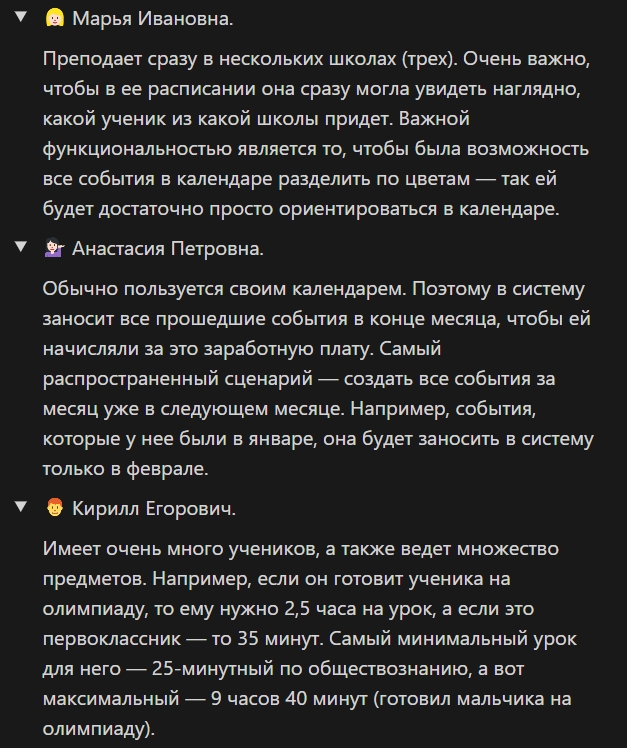 ▼ 👱‍♀️ Марья Ивановна.
Преподает сразу в нескольких школах (трех). Очень важно,
чтобы в ее расписании она сразу могла увидеть наглядно,
какой ученик из какой школы придет. Важной
функциональностью является то, чтобы была возможность
все события в календаре разделить по цветам — так ей
будет достаточно просто ориентироваться в календаре.
▼ 💁🏻‍♀️ Анастасия Петровна.
Обычно пользуется своим календарем. Поэтому в систему
заносит все прошедшие события в конце месяца, чтобы ей
начисляли за это заработную плату. Самый
распространенный сценарий — создать все события за
месяц уже в следующем месяце. Например, события,
которые у нее были в январе, она будет заносить в систему
только в феврале.
▼ 👨‍🦰 Кирилл Егорович.
Имеет очень много учеников, а также ведет множество
предметов. Например, если он готовит ученика на
олимпиаду, то ему нужно 2,5 часа на урок, а если это
первоклассник — то 35 минут. Самый минимальный урок
для него — 25-минутный по обществознанию, а вот
максимальный — 9 часов 40 минут (готовил мальчика на
олимпиаду).